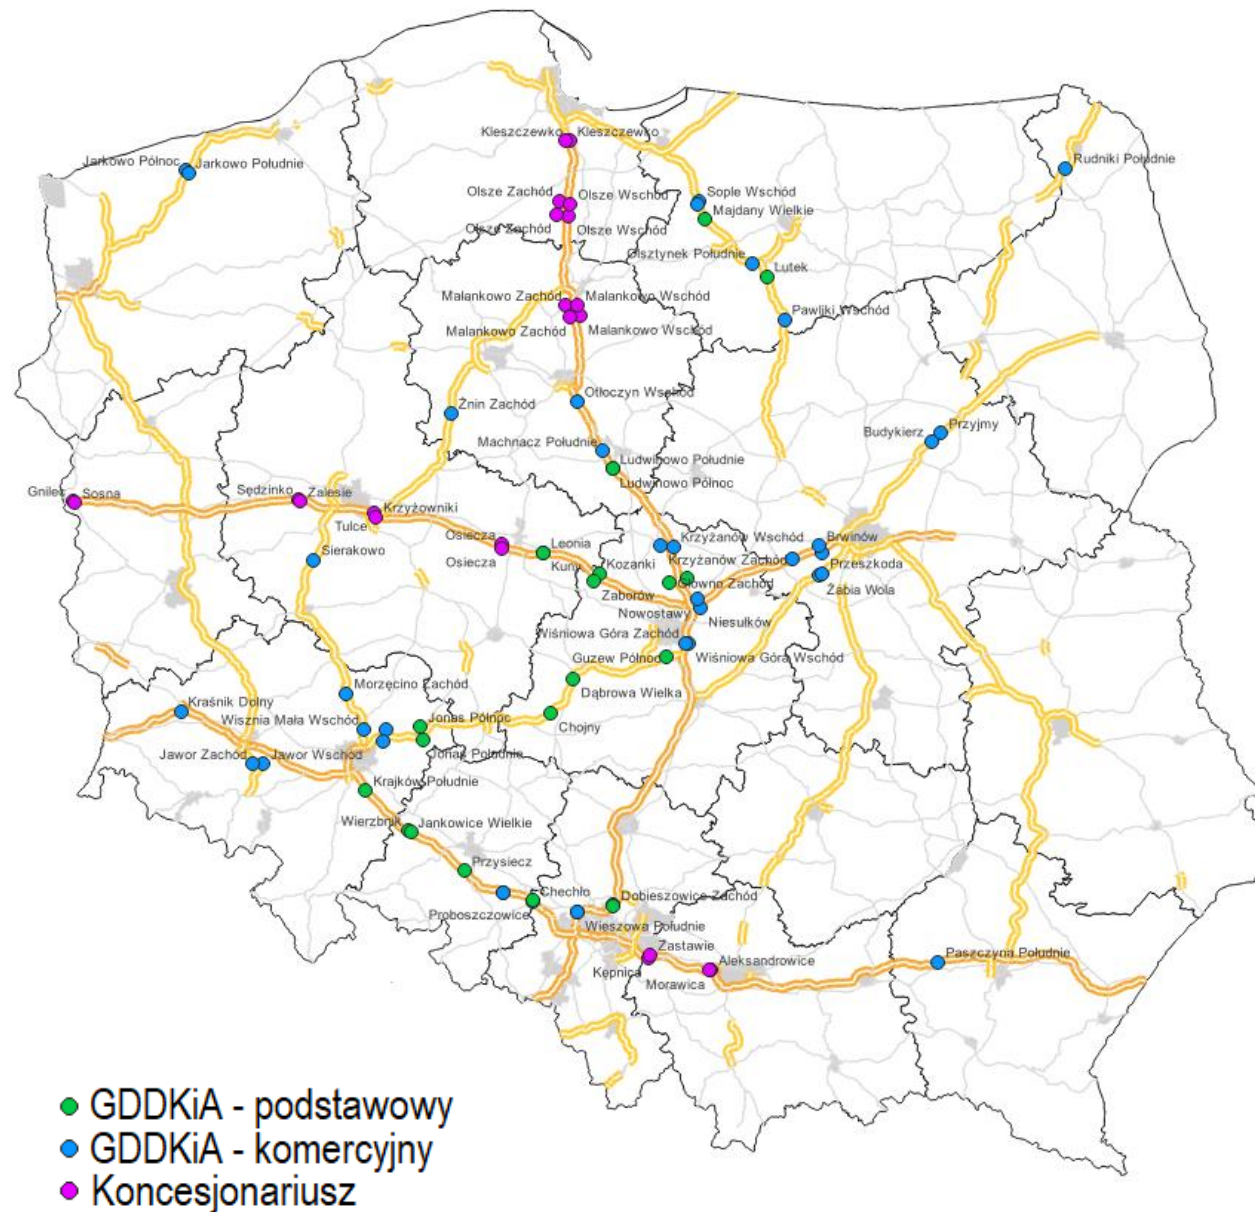 Kleszczewko
Kleszczewko
Jarkowo Północ
Jarkowo Południe
Rudniki Południe
Olsze Zachód
Olsze Wschód
Sople Wschód
Majdany Wielkie
Olsze Zachód
Olsze Wschód
Olsztynek Południe
Lutek
Malankowo Zachód
Malankowo Wschód
Pawliki Wschód
Malankowo Zachód
Malankowo Wschód
Otłoczyn Wschód
Żnin Zachód
Przyjmy
Budykierz
Machnacz Południe
Ludwinowo Południe
Ludwinowo Północ
Gnilec
Sosna
Sędzinko
Zalesie
Krzyżowniki
Tulce
Osiecza
Leonia
Krzyżanów Wschód
Brwinów
Sierakowo
Osiecza
Kuny
Kozanki
Krzyżanów Zachód
Przeszkoda
Głowno Zachód
Żabia Wola
Zaborów
Nowostawy
Niesułków
Wiśniowa Góra Zachód
Guzew Północ
Wiśniowa Góra Wschód
Morzęcino Zachód
Dąbrowa Wielka
Kraśnik Dolny
Wisznia Mała Wschód
Jonas Północ
Chojny
Jawor Zachód
Jawor Wschód
Jonas Południe
Krajków Południe
Wierzbnik
Jankowice Wielkie
Przysiecz
Chechło
Dobieszowice Zachód
Proboszczowice
Wieszowa Południe
Zastawie
Aleksandrowice
Paszczyna Południe
Kępnica
Morawica
GDDKiA - podstawowy
GDDKiA - komercyjny
Koncesjonariusz